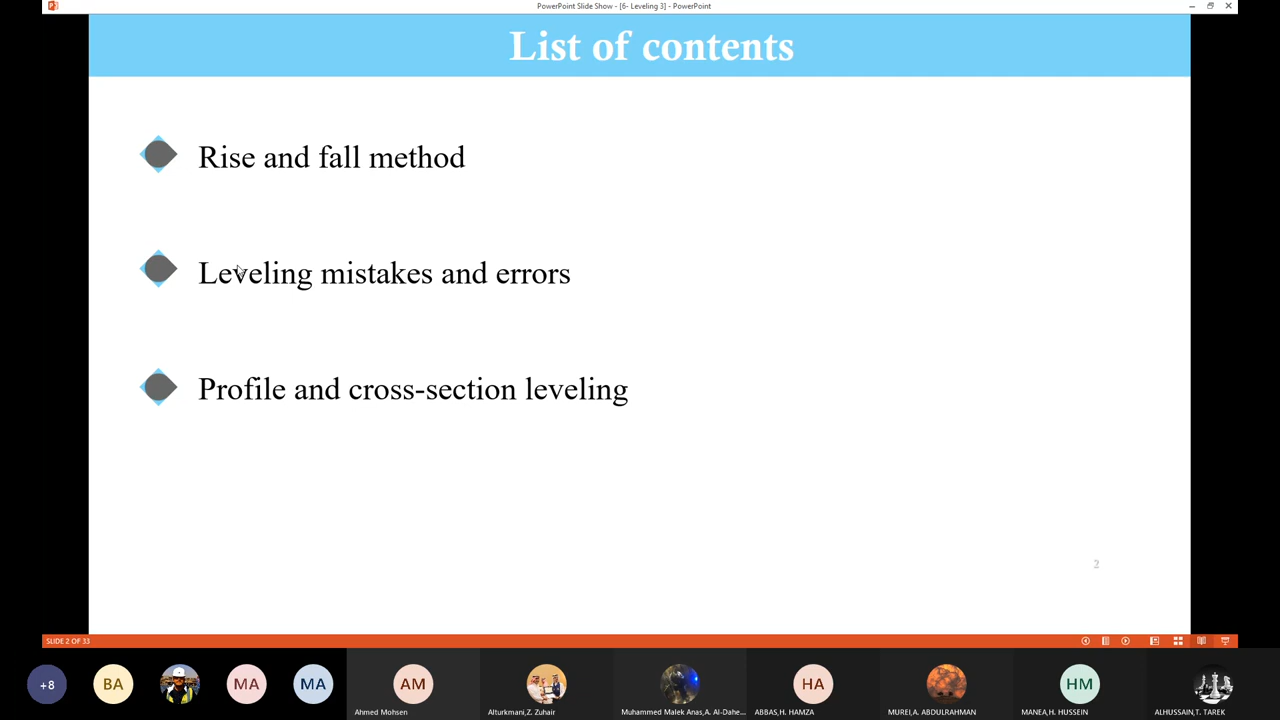 PowerPoint Slide Show - [6- Leveling 3] - PowerPoint
List of contents
Rise and fall method
Leveling mistakes and errors
Profile and cross-section leveling
2
SLIDE 2 OF 33
+8
BA
MA
MA
AM
HA
HM
Ahmed Mohsen
Alturkmani,Z. Zuhair
Muhammed Malek Anas,A. Al-Dahe...
ABBAS,H. HAMZA
MUREI,A. ABDULRAHMAN
MANEA,H. HUSSEIN
ALHUSSAIN,T. TAREK